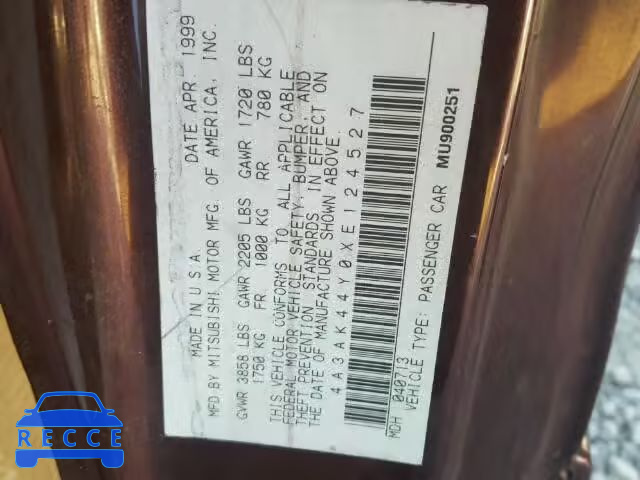 MADE IN U.S.A. DATE APR. 1999
MFD BY MITSUBISHI MOTOR MFG. OF AMERICA, INC.
GVWR 3858 LBS GAWR 2205 LBS GAWR 1720 LBS
1750 KG FR 1000 KG RR 780 KG
THIS VEHICLE CONFORMS TO ALL APPLICABLE
FEDERAL MOTOR VEHICLE SAFETY, BUMPER, AND
THEFT PREVENTION STANDARDS IN EFFECT ON
THE DATE OF MANUFACTURE SHOWN ABOVE.
4A3AK44Y0XE124527
MDH 040713
VEHICLE TYPE: PASSENGER CAR MU900251
RECCE